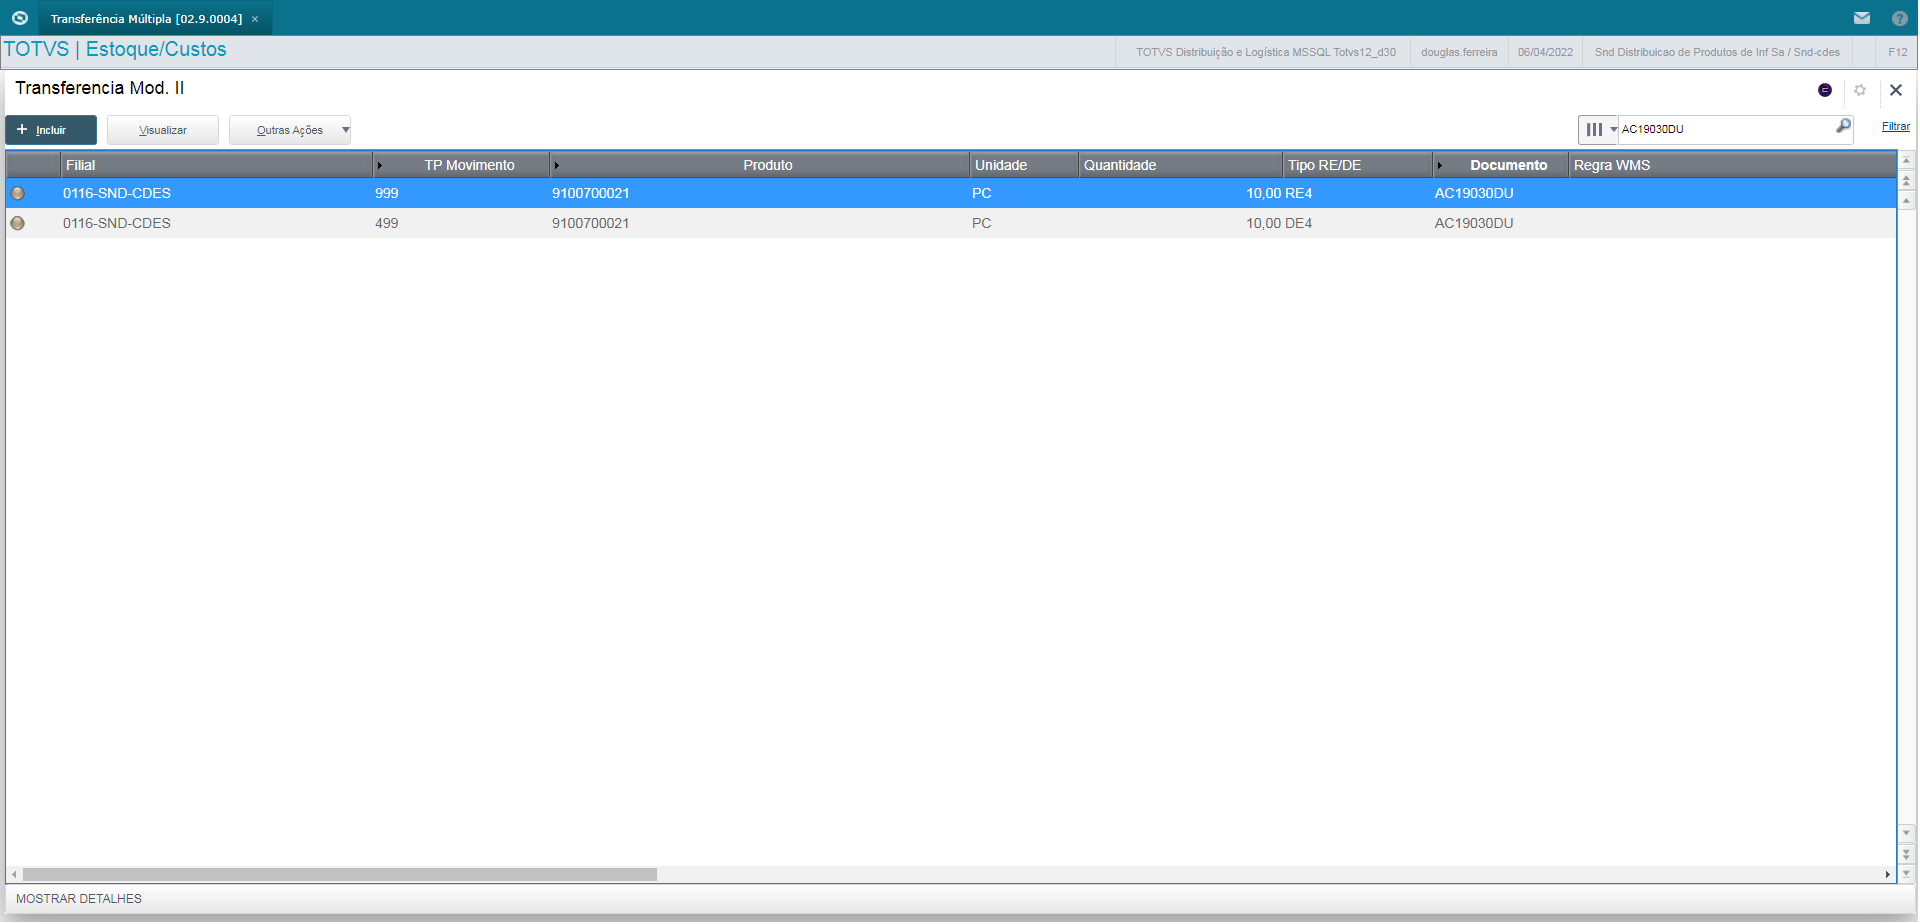 Transferência Múltipla [02.9.0004] ×
TOTVS | Estoque/Custos
TOTVS Distribuição e Logística MSSQL Totvs12_d30
douglas.ferreira
06/04/2022
Snd Distribuicao de Produtos de Inf Sa / Snd-cdes
F12
Transferencia Mod. II
+ Incluir
Visualizar
Outras Ações
AC19030DU
Filtrar
Filial TP Movimento Produto Unidade Quantidade Tipo RE/DE Documento Regra WMS
0116-SND-CDES 999 9100700021 PC 10,00 RE4 AC19030DU
0116-SND-CDES 499 9100700021 PC 10,00 DE4 AC19030DU
MOSTRAR DETALHES